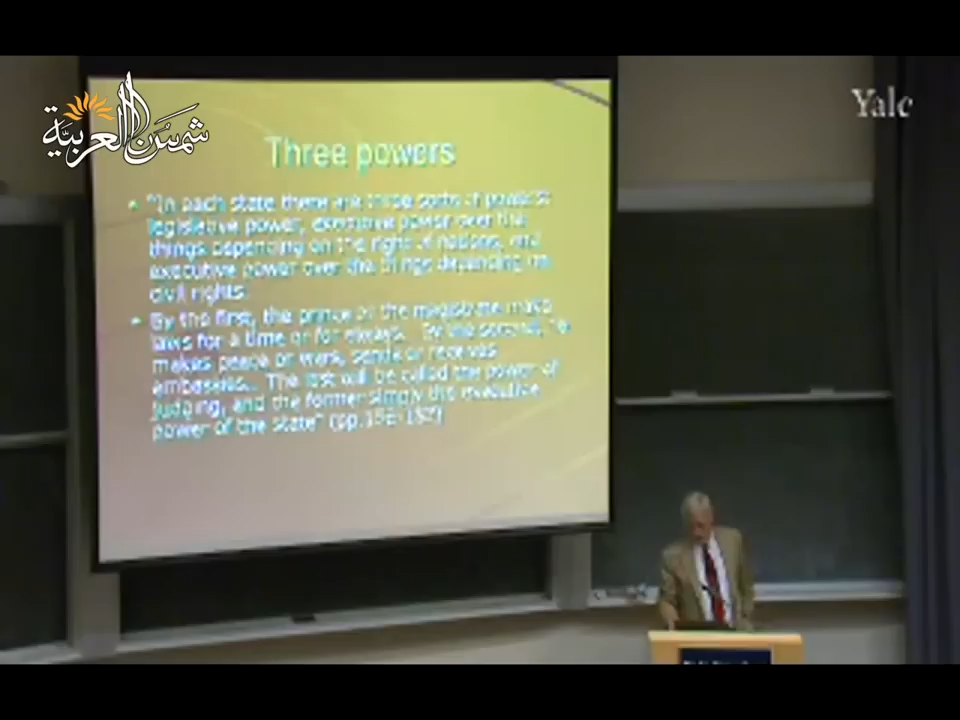 شمس العربية
Yale
Three powers
• "In each state there are three sorts of powers:
legislative power, executive power over the
things depending on the right of nations, and
executive power over the things depending on
civil rights.
• By the first, the prince or the magistrate makes
laws for a time or for always. By the second, he
makes peace or wars, sends or receives
embassies... The last will be called the power of
judging, and the former simply the executive
power of the state" (pp.156-157)